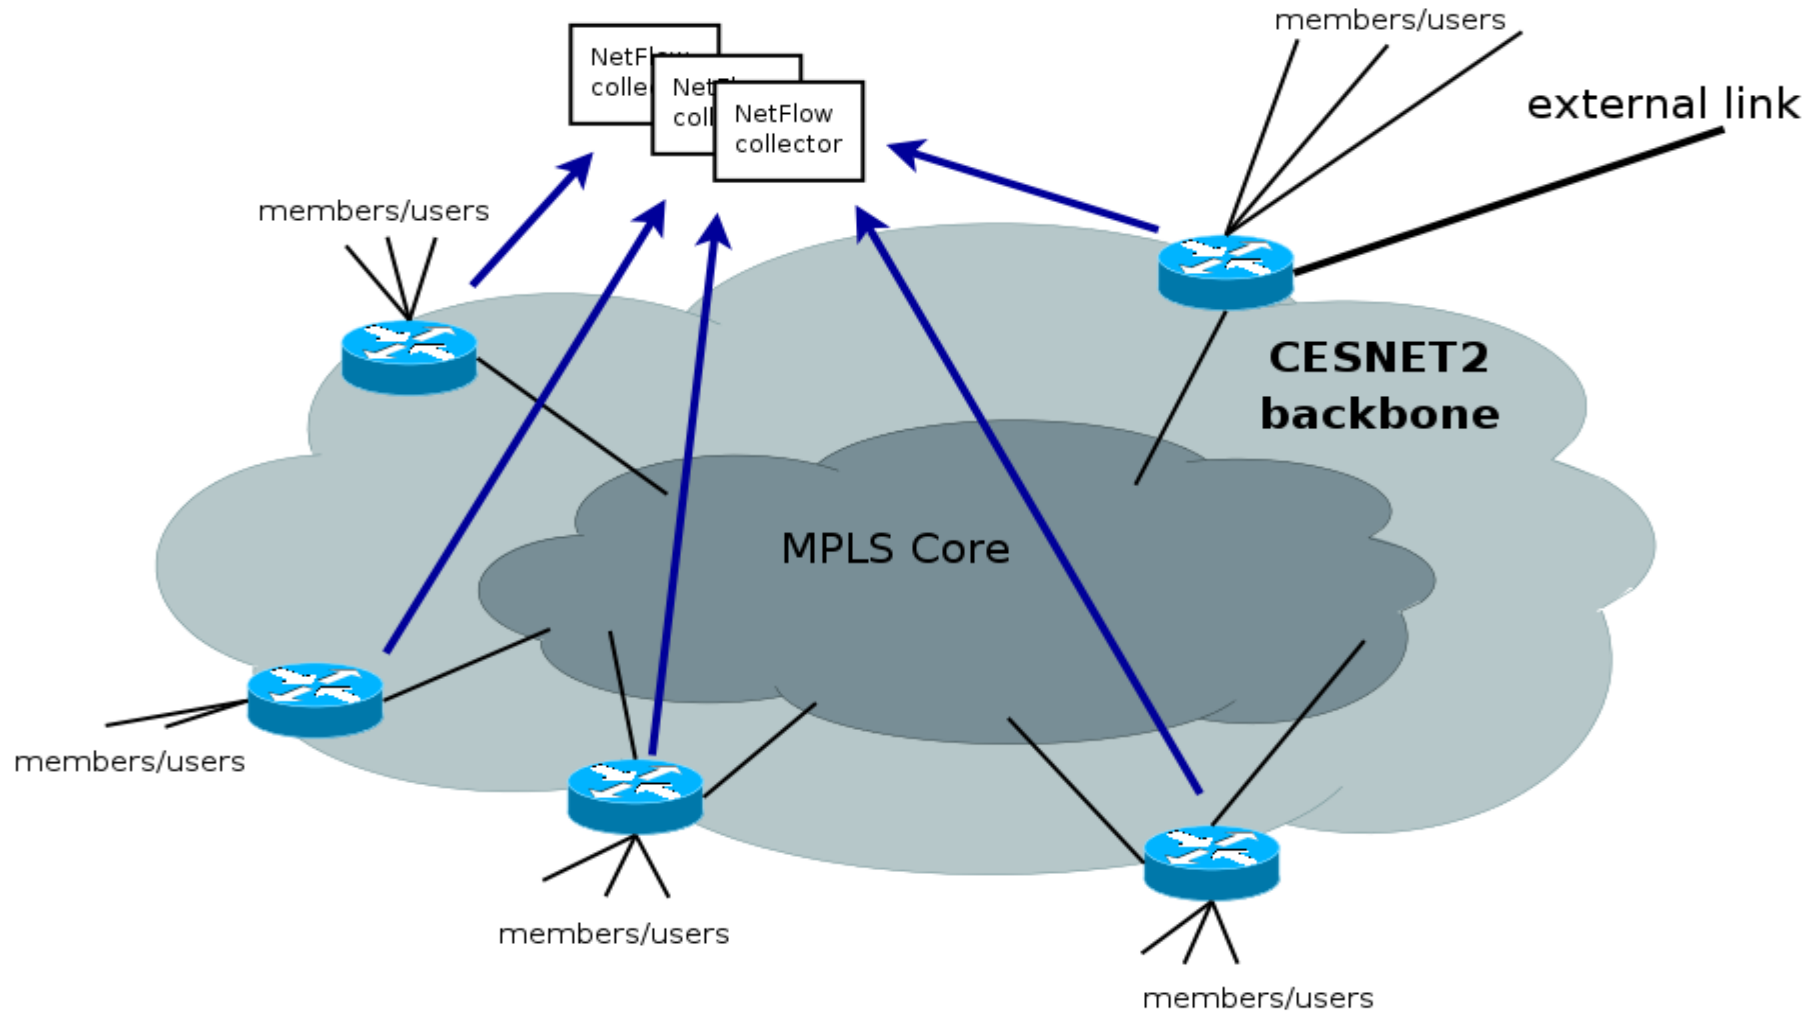 members/users
NetFlow
collector
external link
members/users
CESNET2
backbone
MPLS Core
members/users
members/users
members/users